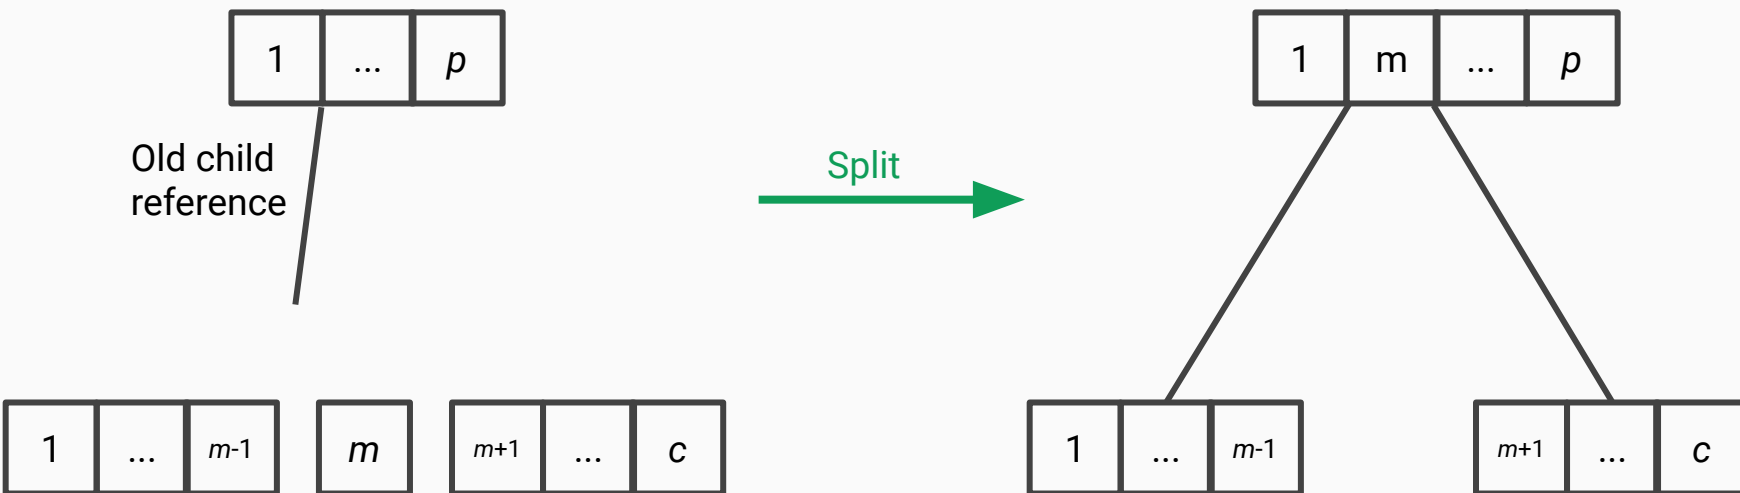 1 ... p
1 m ... p
Old child
reference
Split
1 ... m-1
m
m+1 ... c
1 ... m-1
m+1 ... c